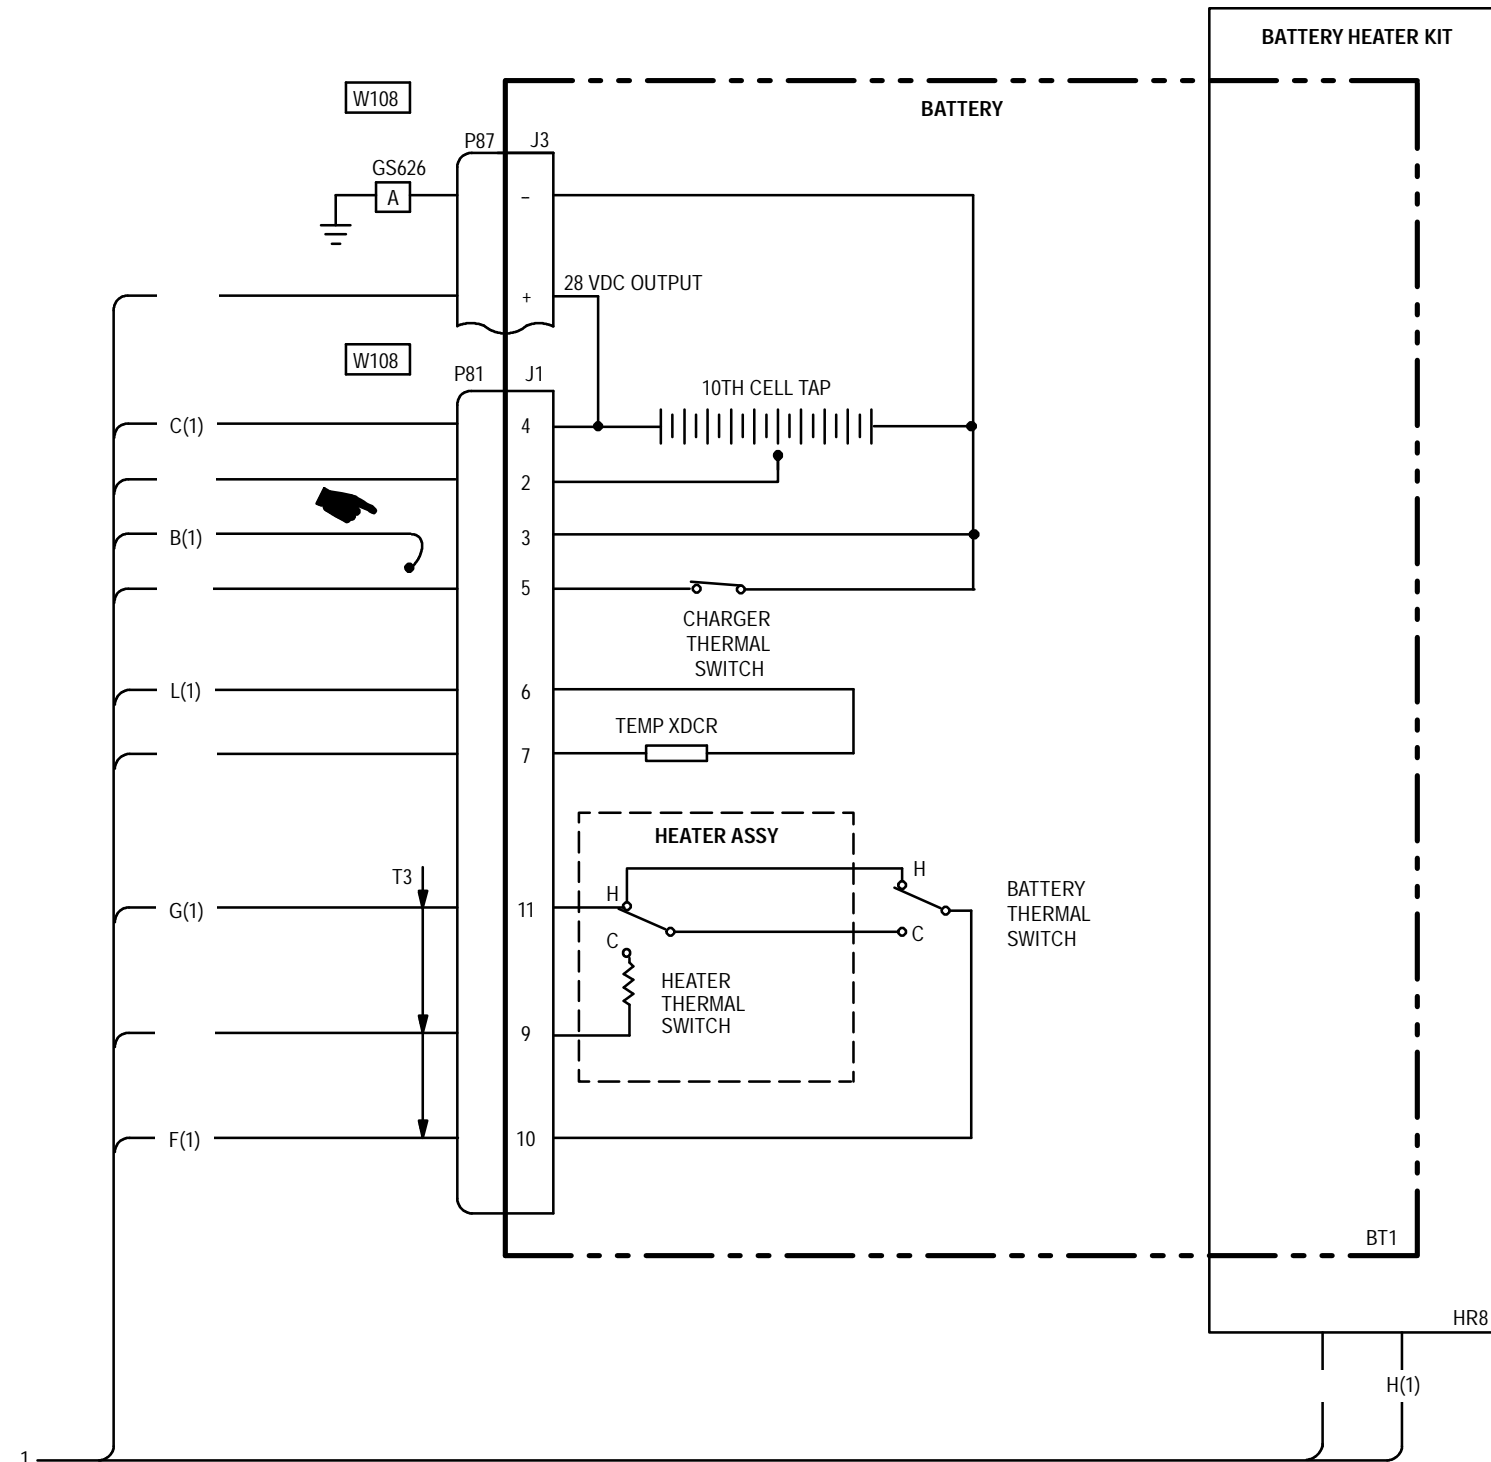 BATTERY HEATER KIT
W108
BATTERY
P87
J3
GS626
A
–
28 VDC OUTPUT
+
W108
P81
J1
10TH CELL TAP
C(1)
4
2
B(1)
3
5
CHARGER
THERMAL
SWITCH
L(1)
6
TEMP XDCR
7
HEATER ASSY
T3
H
H
BATTERY
THERMAL
SWITCH
G(1)
11
C
C
HEATER
THERMAL
SWITCH
9
F(1)
10
BT1
HR8
H(1)
1